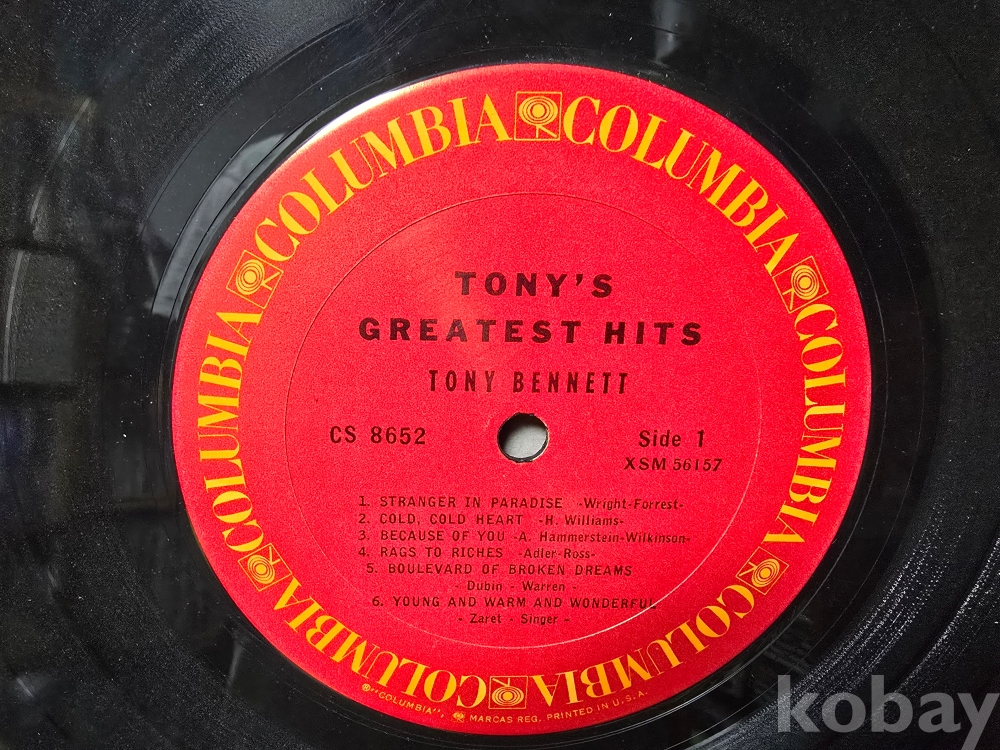 COLUMBIA COLUMBIA COLUMBIA COLUMBIA COLUMBIA COLUMBIA COLUMBIA
TONY'S
GREATEST HITS
TONY BENNETT
CS 8652
Side 1
XSM 56157
1. STRANGER IN PARADISE -Wright-Forrest-
2. COLD, COLD HEART -H. Williams-
3. BECAUSE OF YOU -A. Hammerstein-Wilkinson-
4. RAGS TO RICHES -Adler-Ross-
5. BOULEVARD OF BROKEN DREAMS
- Dubin - Warren -
6. YOUNG AND WARM AND WONDERFUL
- Zaret - Singer -
®"COLUMBIA", MARCAS REG. PRINTED IN U.S.A.
kobay